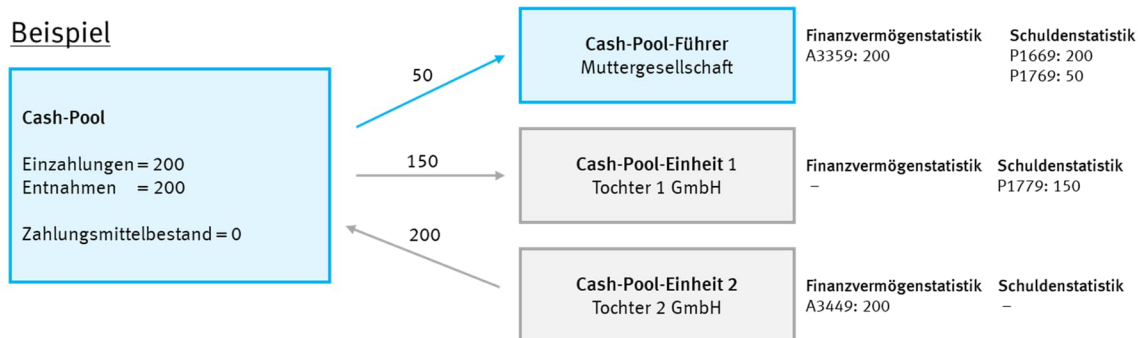 Beispiel
Cash-Pool
Einzahlungen = 200
Entnahmen = 200
Zahlungsmittelbestand = 0
50
150
200
Cash-Pool-Führer
Muttergesellschaft
Finanzvermögenstatistik
A3359: 200
Schuldenstatistik
P1669: 200
P1769: 50
Cash-Pool-Einheit 1
Tochter 1 GmbH
Finanzvermögenstatistik
–
Schuldenstatistik
P1779: 150
Cash-Pool-Einheit 2
Tochter 2 GmbH
Finanzvermögenstatistik
A3449: 200
Schuldenstatistik
–